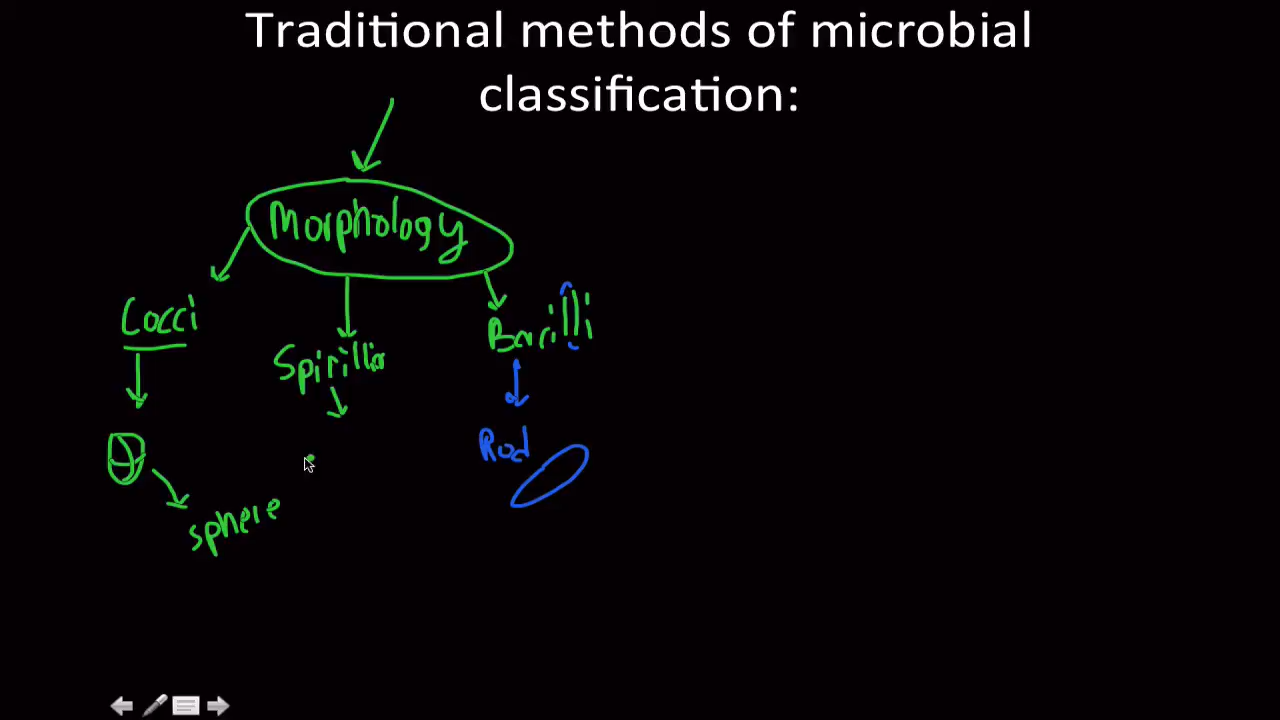 Traditional methods of microbial
classification:
Morphology
Cocci
Spirilla
Bacilli
Rod
sphere